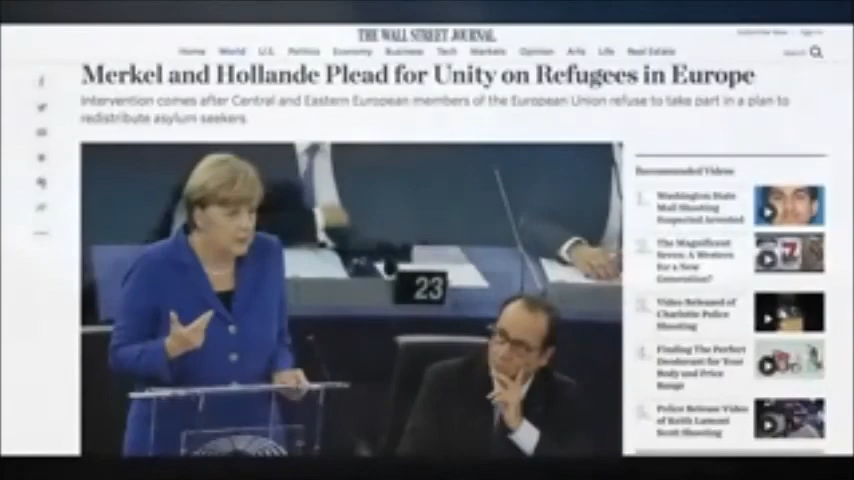 THE WALL STREET JOURNAL.
Home World U.S. Politics Economy Business Tech Markets Opinion Arts Life Real Estate
Merkel and Hollande Plead for Unity on Refugees in Europe
Intervention comes after Central and Eastern European members of the European Union refuse to take part in a plan to
redistribute asylum seekers.
23
Recommended Videos
1. Washington State
Mall Shooting
Suspected Arrested
2. The Magnificent
Seven: A Western
for a New
Generation?
3. Video Released of
Charlotte Police
Shooting
4. Finding The Perfect
Deodorant for Your
Body and Price
Range
5. Police Release Video
of Keith Lamont
Scott Shooting